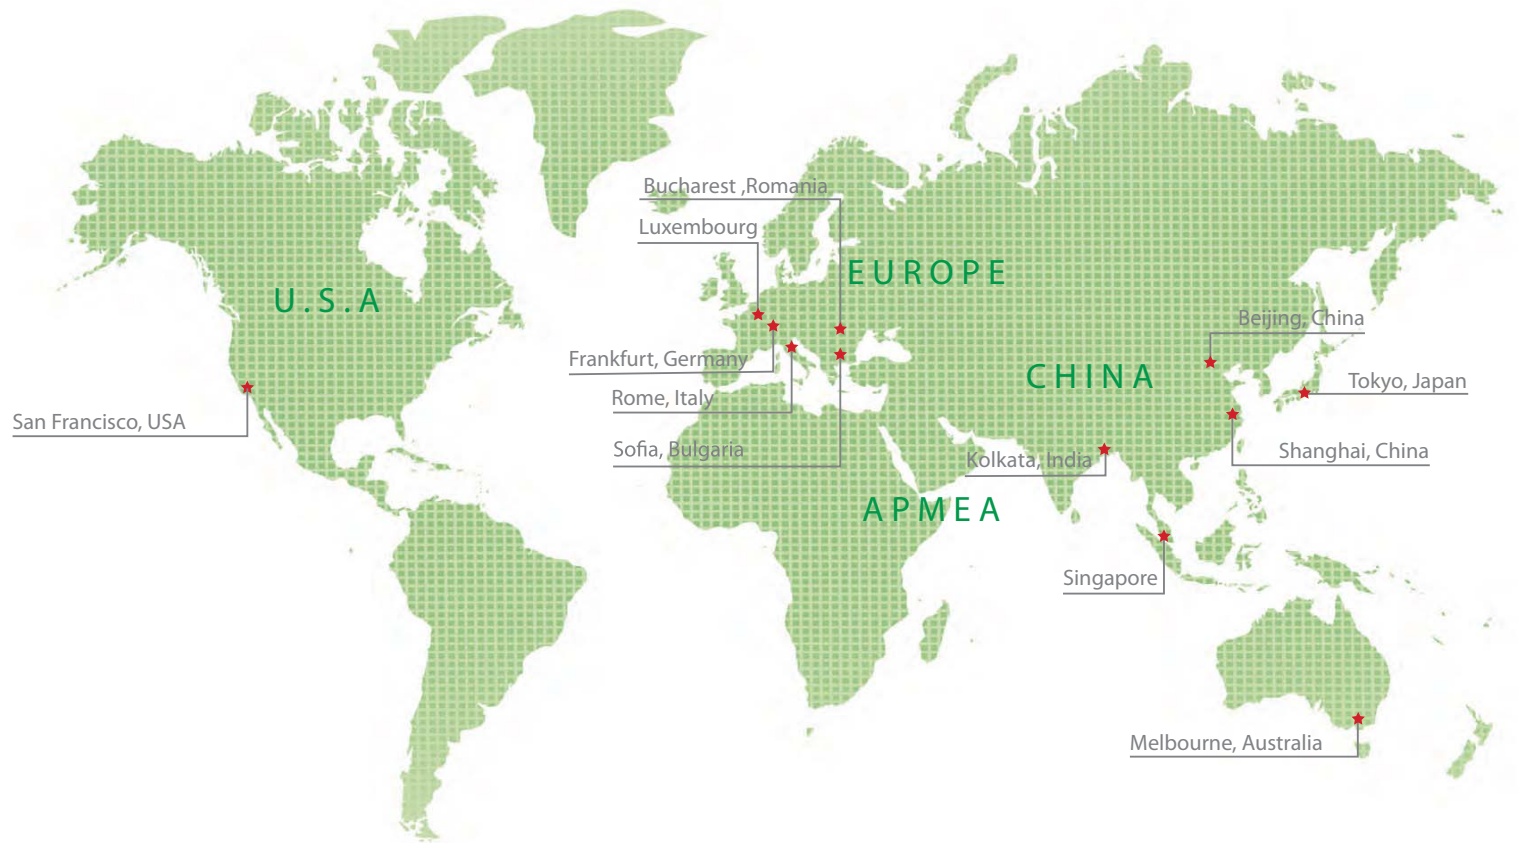 Bucharest ,Romania
Luxembourg
EUROPE
U.S.A
Beijing, China
Frankfurt, Germany
CHINA
Tokyo, Japan
Rome, Italy
San Francisco, USA
Sofia, Bulgaria
Shanghai, China
Kolkata, India
APMEA
Singapore
Melbourne, Australia